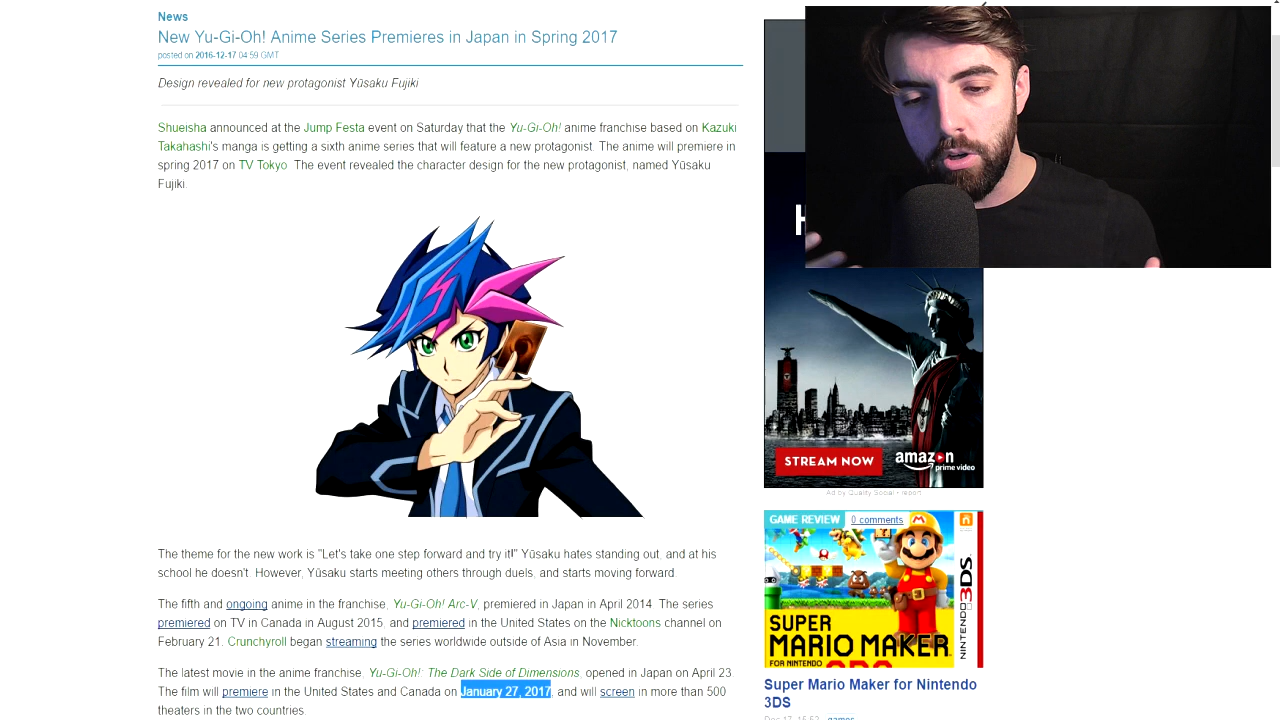 News
New Yu-Gi-Oh! Anime Series Premieres in Japan in Spring 2017
posted on 2016-12-17 04:59 GMT
Design revealed for new protagonist Yūsaku Fujiki
Shueisha announced at the Jump Festa event on Saturday that the Yu-Gi-Oh! anime franchise based on Kazuki
Takahashi's manga is getting a sixth anime series that will feature a new protagonist. The anime will premiere in
spring 2017 on TV Tokyo. The event revealed the character design for the new protagonist, named Yūsaku
Fujiki.
The theme for the new work is "Let's take one step forward and try it!" Yūsaku hates standing out, and at his
school he doesn't. However, Yūsaku starts meeting others through duels, and starts moving forward.
The fifth and ongoing anime in the franchise, Yu-Gi-Oh! Arc-V, premiered in Japan in April 2014. The series
premiered on TV in Canada in August 2015, and premiered in the United States on the Nicktoons channel on
February 21. Crunchyroll began streaming the series worldwide outside of Asia in November.
The latest movie in the anime franchise, Yu-Gi-Oh!: The Dark Side of Dimensions, opened in Japan on April 23.
The film will premiere in the United States and Canada on January 27, 2017, and will screen in more than 500
theaters in the two countries.
H
STREAM NOW
amazon
prime video
Ad by Quality Social • report
GAME REVIEW
0 comments
SUPER
MARIO MAKER
FOR NINTENDO 3DS
NINTENDO 3DS
Super Mario Maker for Nintendo
3DS
Dec 17, 15:52
games